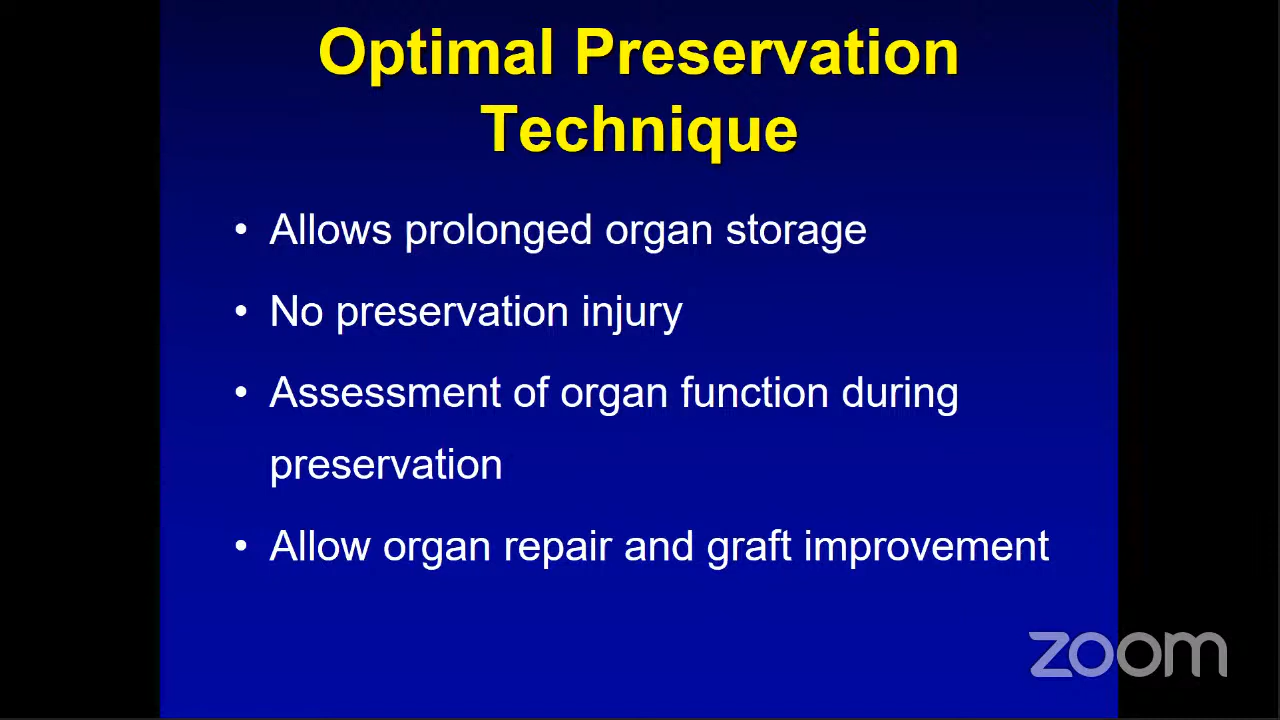 Optimal Preservation
Technique
• Allows prolonged organ storage
• No preservation injury
• Assessment of organ function during
preservation
• Allow organ repair and graft improvement
zoom